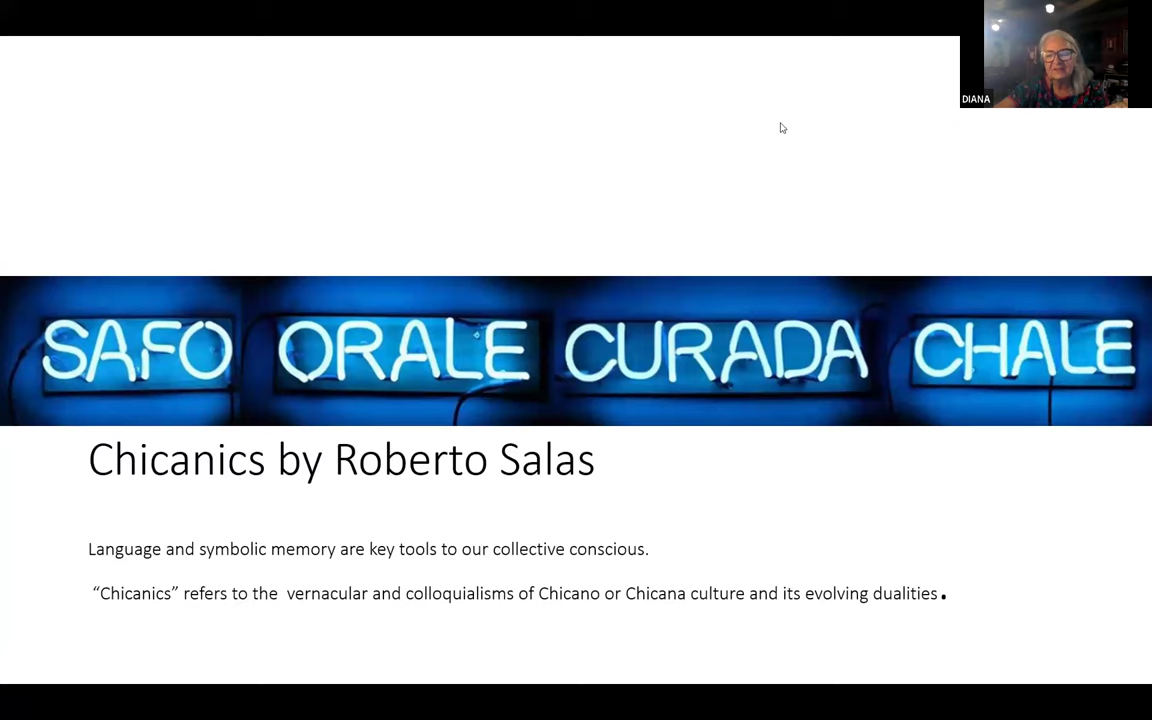 DIANA
SAFO ORALE CURADA CHALE
Chicanics by Roberto Salas
Language and symbolic memory are key tools to our collective conscious.
“Chicanics” refers to the  vernacular and colloquialisms of Chicano or Chicana culture and its evolving dualities.